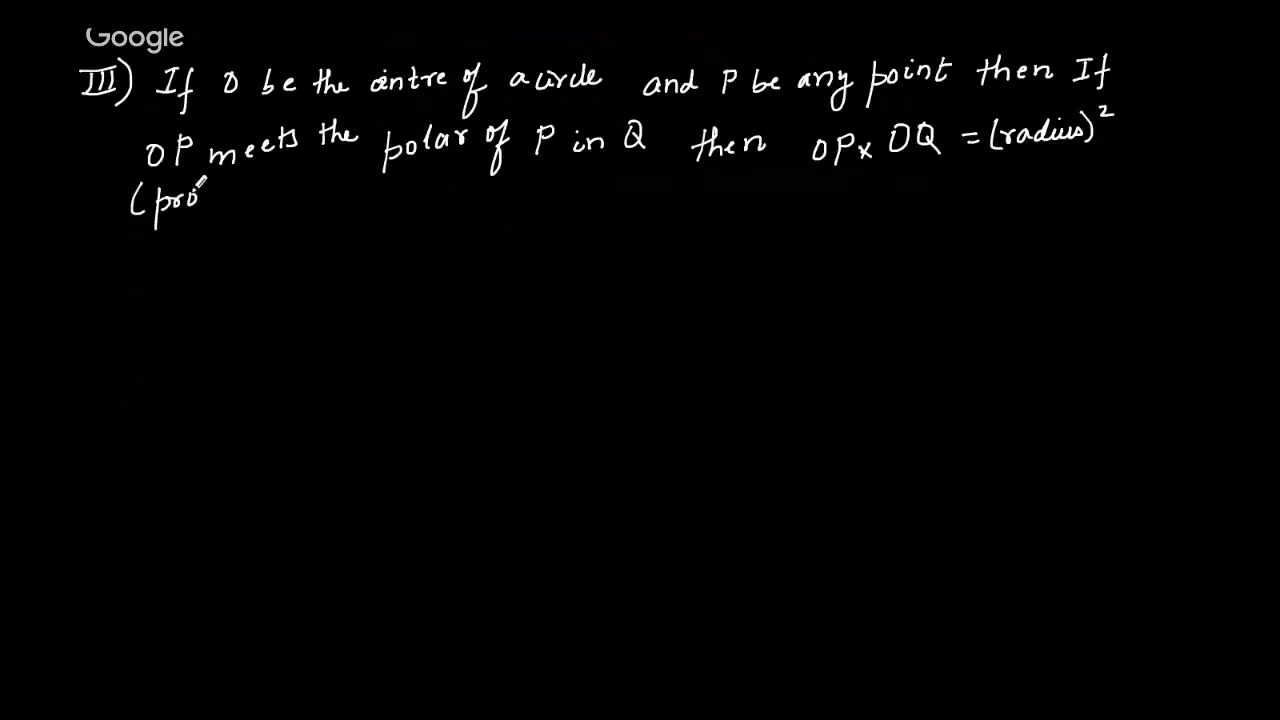 Google
III) If O be the centre of a circle and P be any point then If
OP meets the polar of P in Q then OP x OQ = (radius)²
(pro